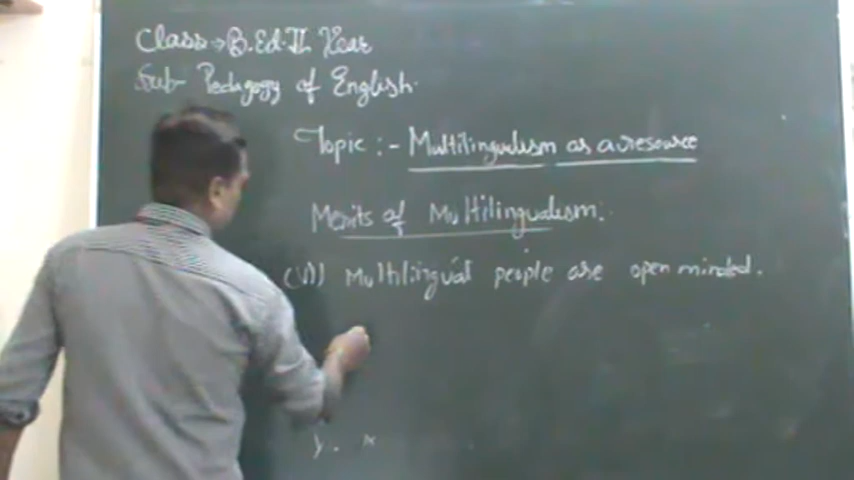 Class → B.Ed. II Year
Sub- Pedagogy of English.
Topic :- Multilingualism as a resource
Merits of Multilingualism:
(VI) Multilingual people are open minded.